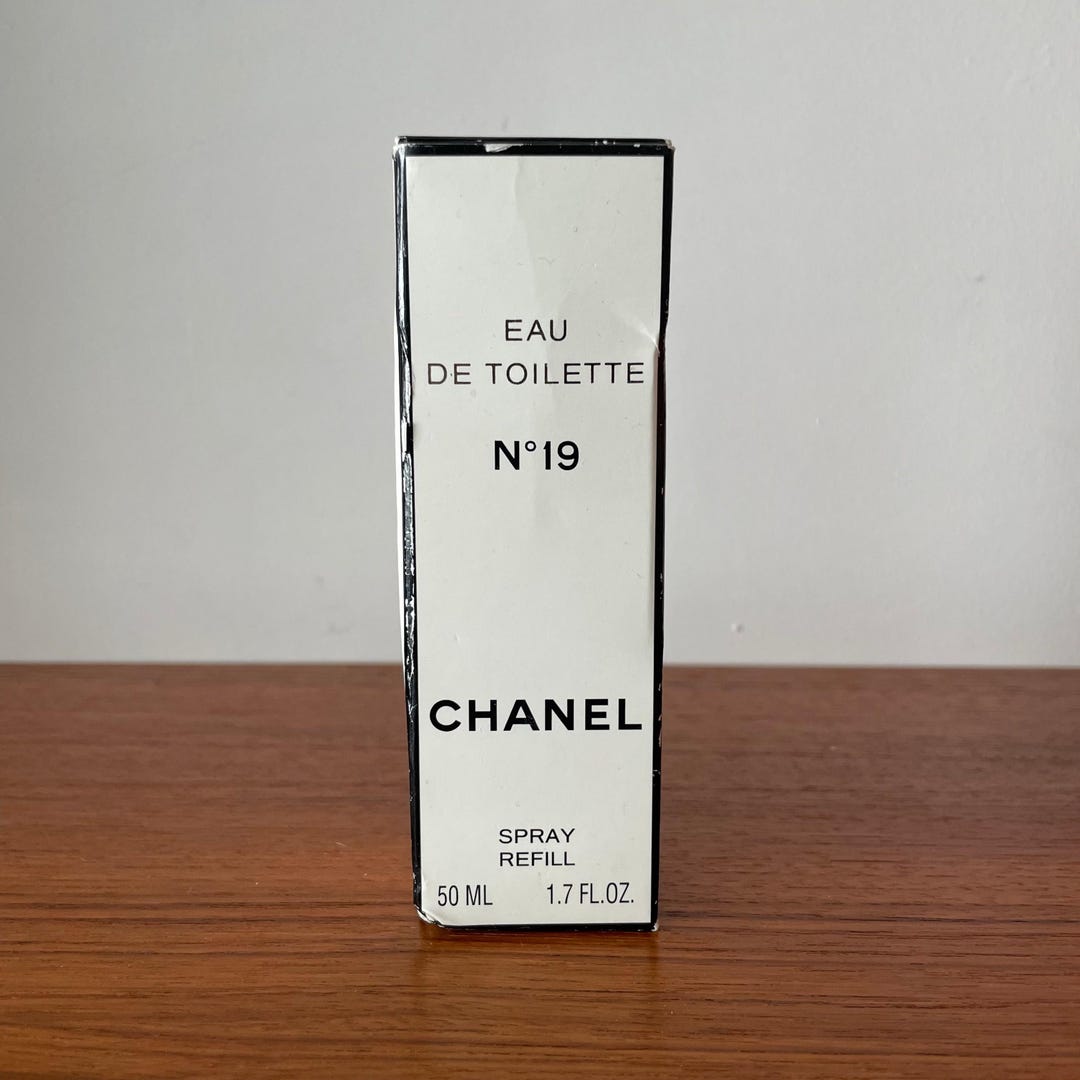 EAU
DE TOILETTE
N°19
CHANEL
SPRAY
REFILL
50 ML 1.7 FL.OZ.